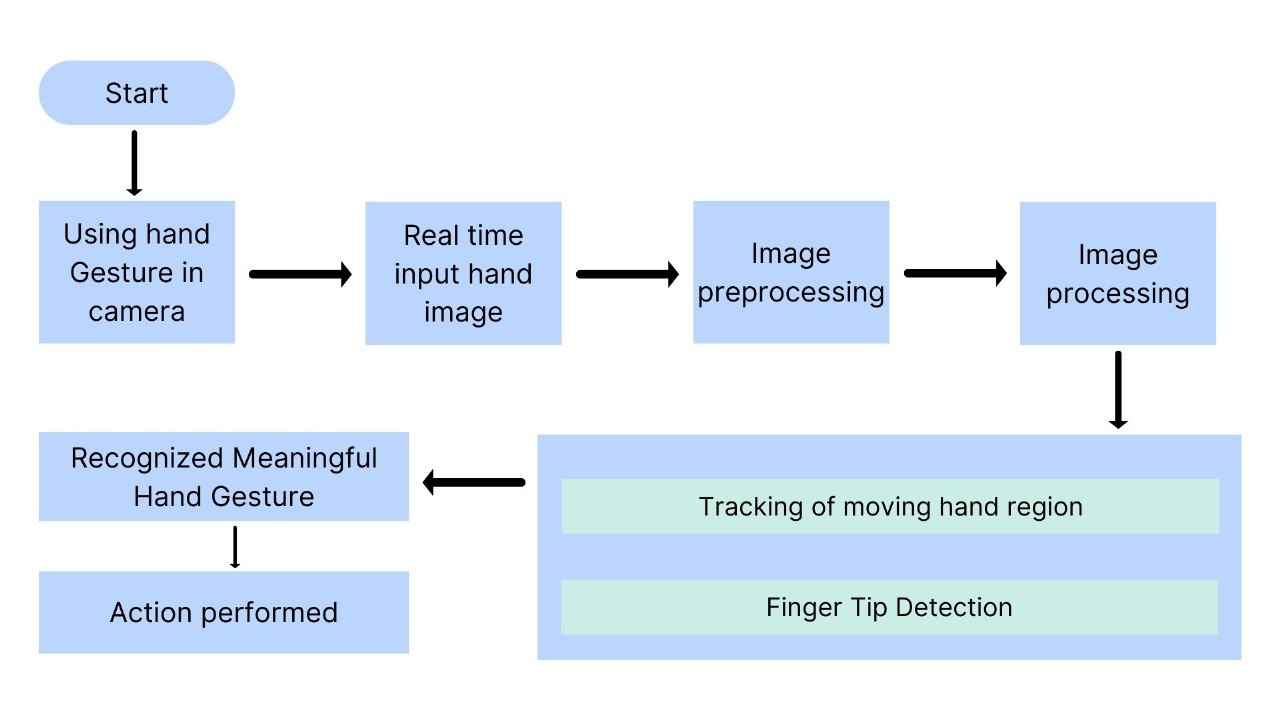 Start
Using hand
Gesture in
camera
Real time
input hand
image
Image
preprocessing
Image
processing
Tracking of moving hand region
Finger Tip Detection
Recognized Meaningful
Hand Gesture
Action performed